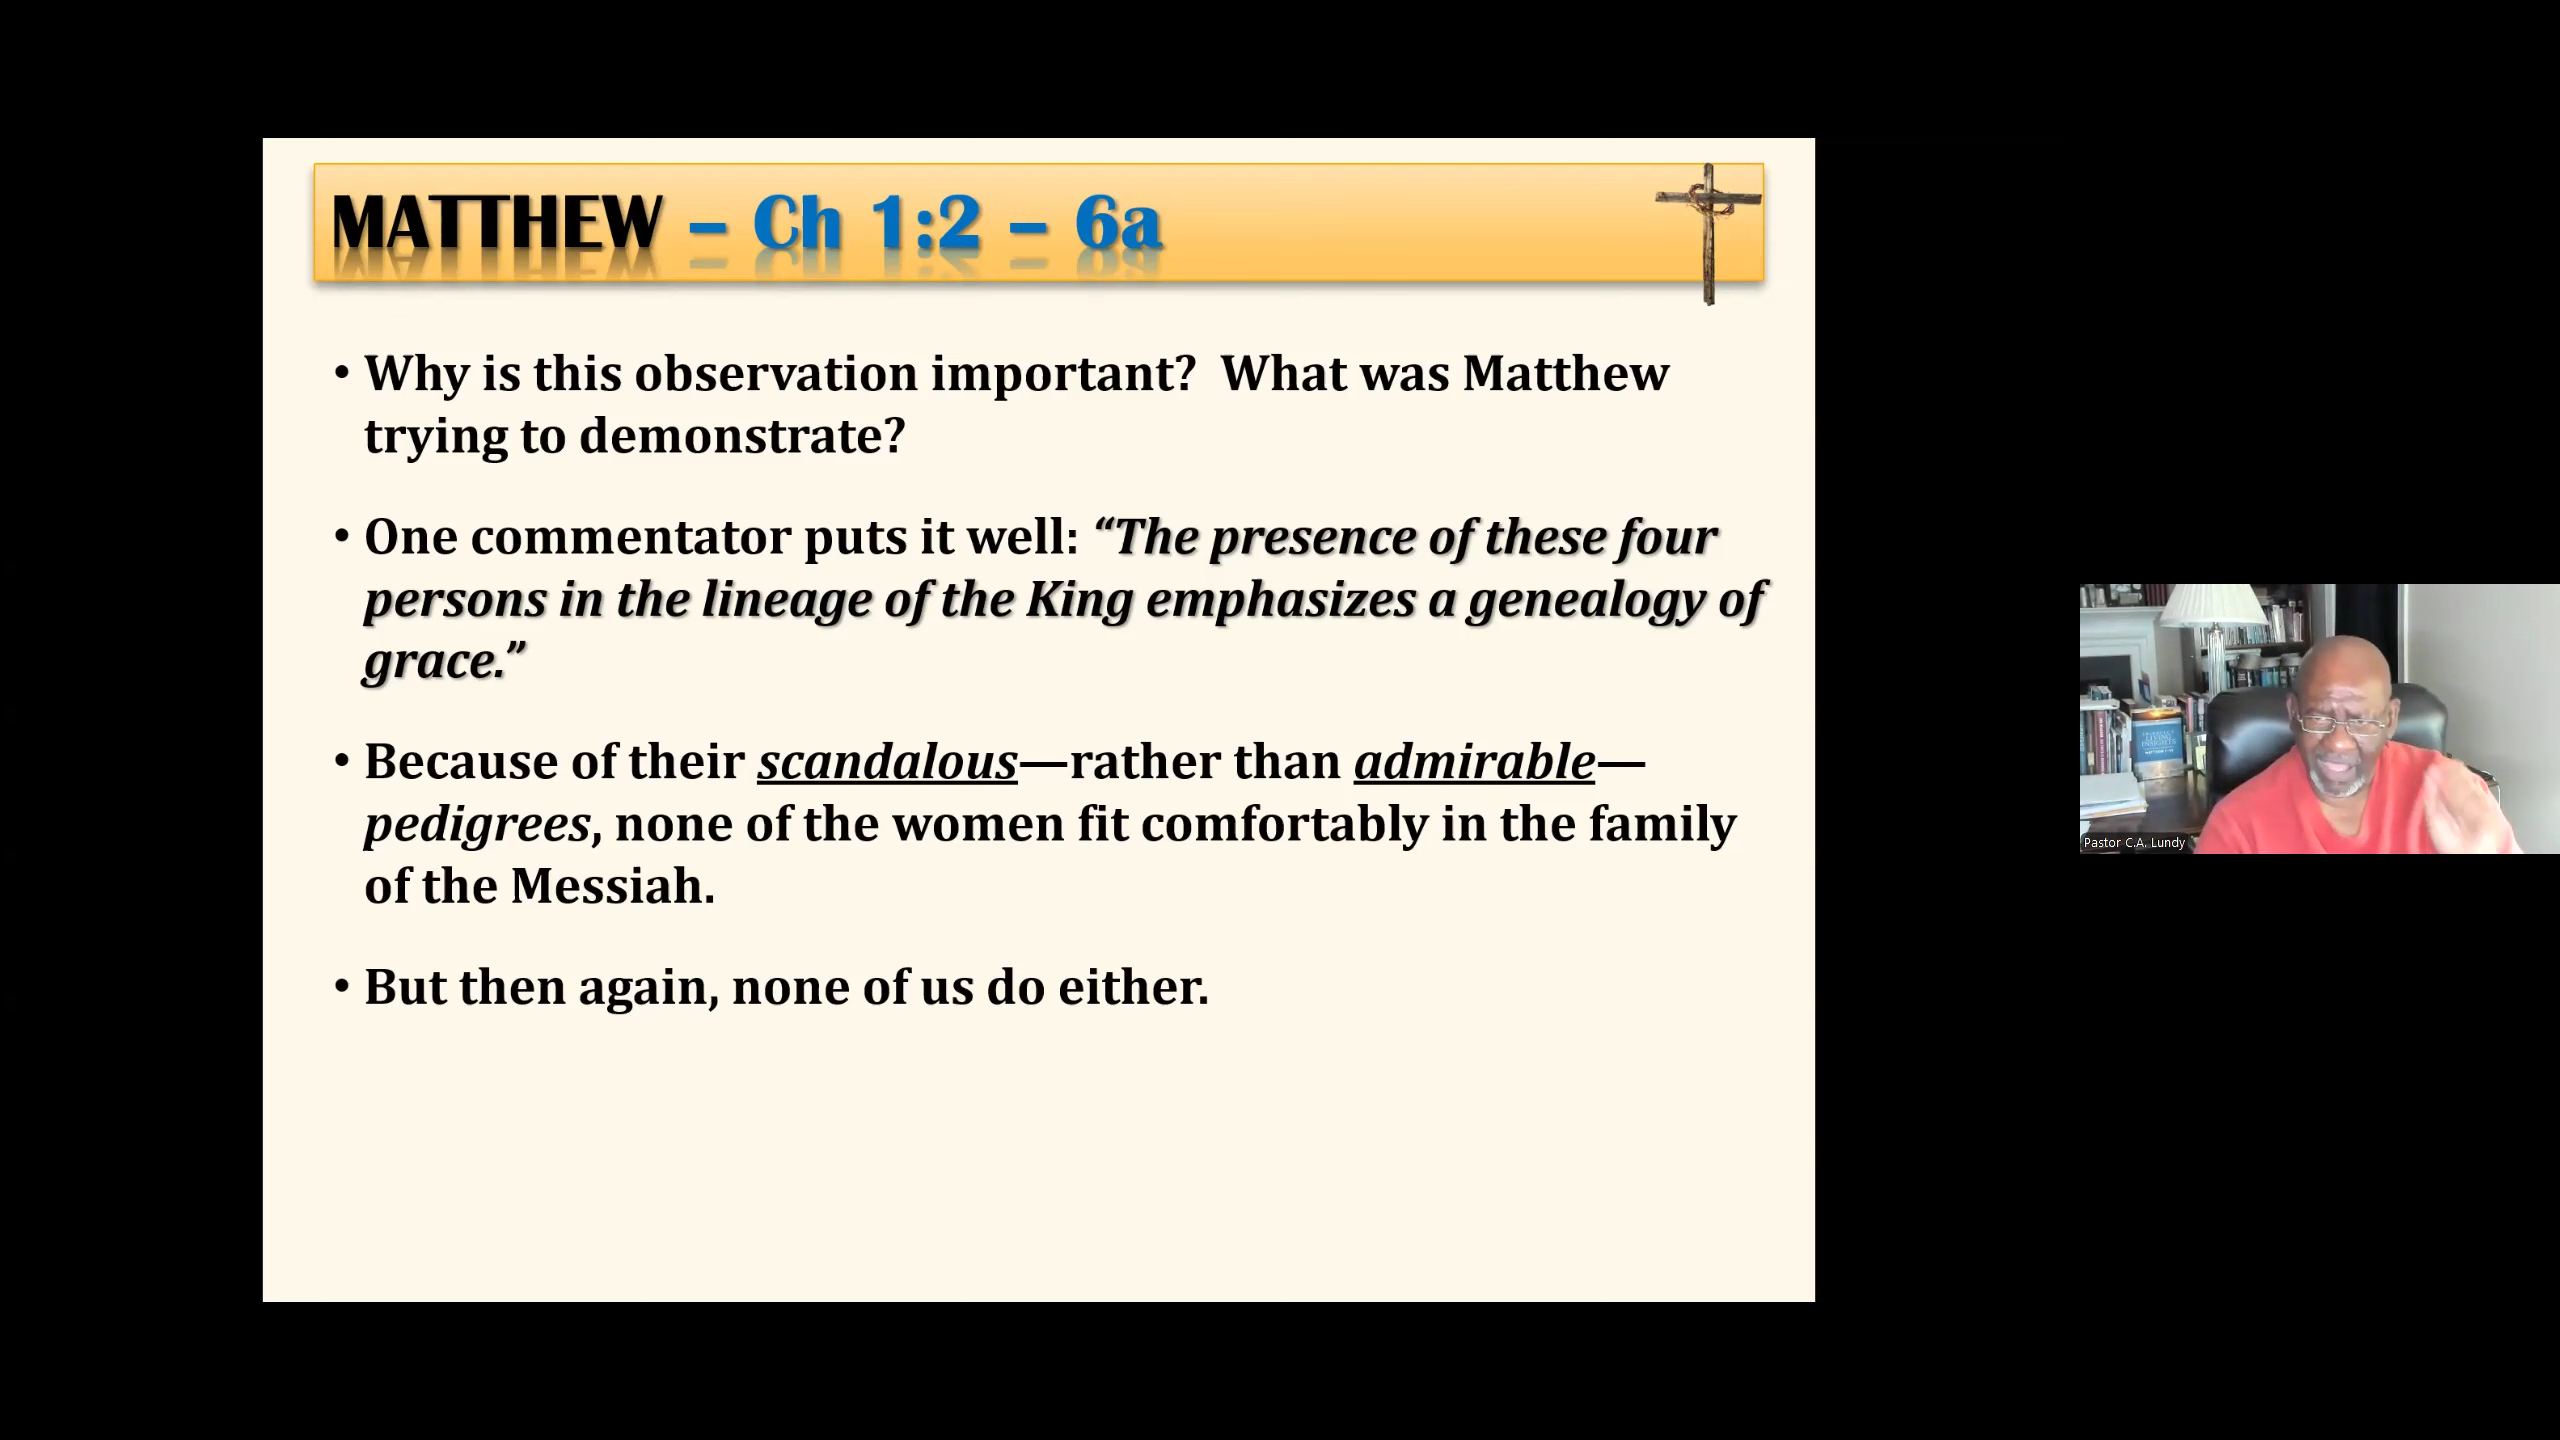 MATTHEW – Ch 1:2 – 6a
• Why is this observation important?  What was Matthew
trying to demonstrate?
• One commentator puts it well: “The presence of these four
persons in the lineage of the King emphasizes a genealogy of
grace.”
• Because of their scandalous—rather than admirable—
pedigrees, none of the women fit comfortably in the family
of the Messiah.
• But then again, none of us do either.
Pastor C.A. Lundy